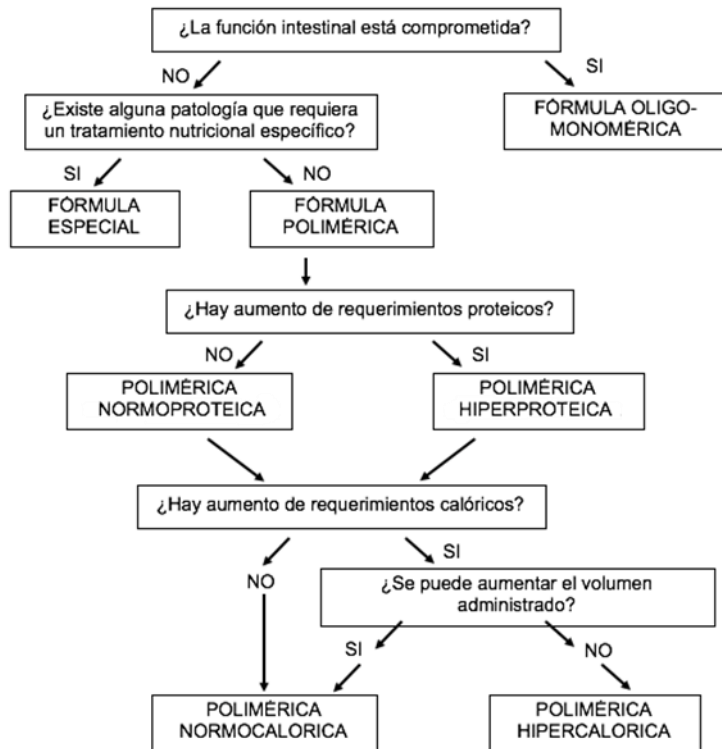 ¿La función intestinal está comprometida?
NO
SI
¿Existe alguna patología que requiera
un tratamiento nutricional específico?
FÓRMULA OLIGO-
MONOMÉRICA
SI
NO
FÓRMULA
ESPECIAL
FÓRMULA
POLIMÉRICA
¿Hay aumento de requerimientos proteicos?
NO
SI
POLIMÉRICA
NORMOPROTEICA
POLIMÉRICA
HIPERPROTEICA
¿Hay aumento de requerimientos calóricos?
SI
NO
¿Se puede aumentar el volumen
administrado?
SI
NO
POLIMÉRICA
NORMOCALORICA
POLIMÉRICA
HIPERCALORICA